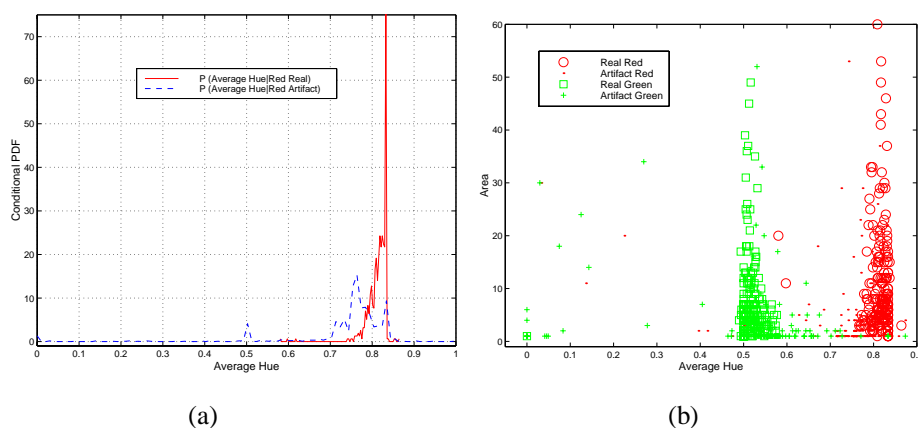 70
60
50
40
30
20
10
0
Conditional PDF
P (Average Hue|Red Real)
P (Average Hue|Red Artifact)
0 0.1 0.2 0.3 0.4 0.5 0.6 0.7 0.8 0.9 1
Average Hue
(a)
60
50
40
30
20
10
0
Area
Real Red
Artifact Red
Real Green
Artifact Green
0 0.1 0.2 0.3 0.4 0.5 0.6 0.7 0.8
Average Hue
(b)